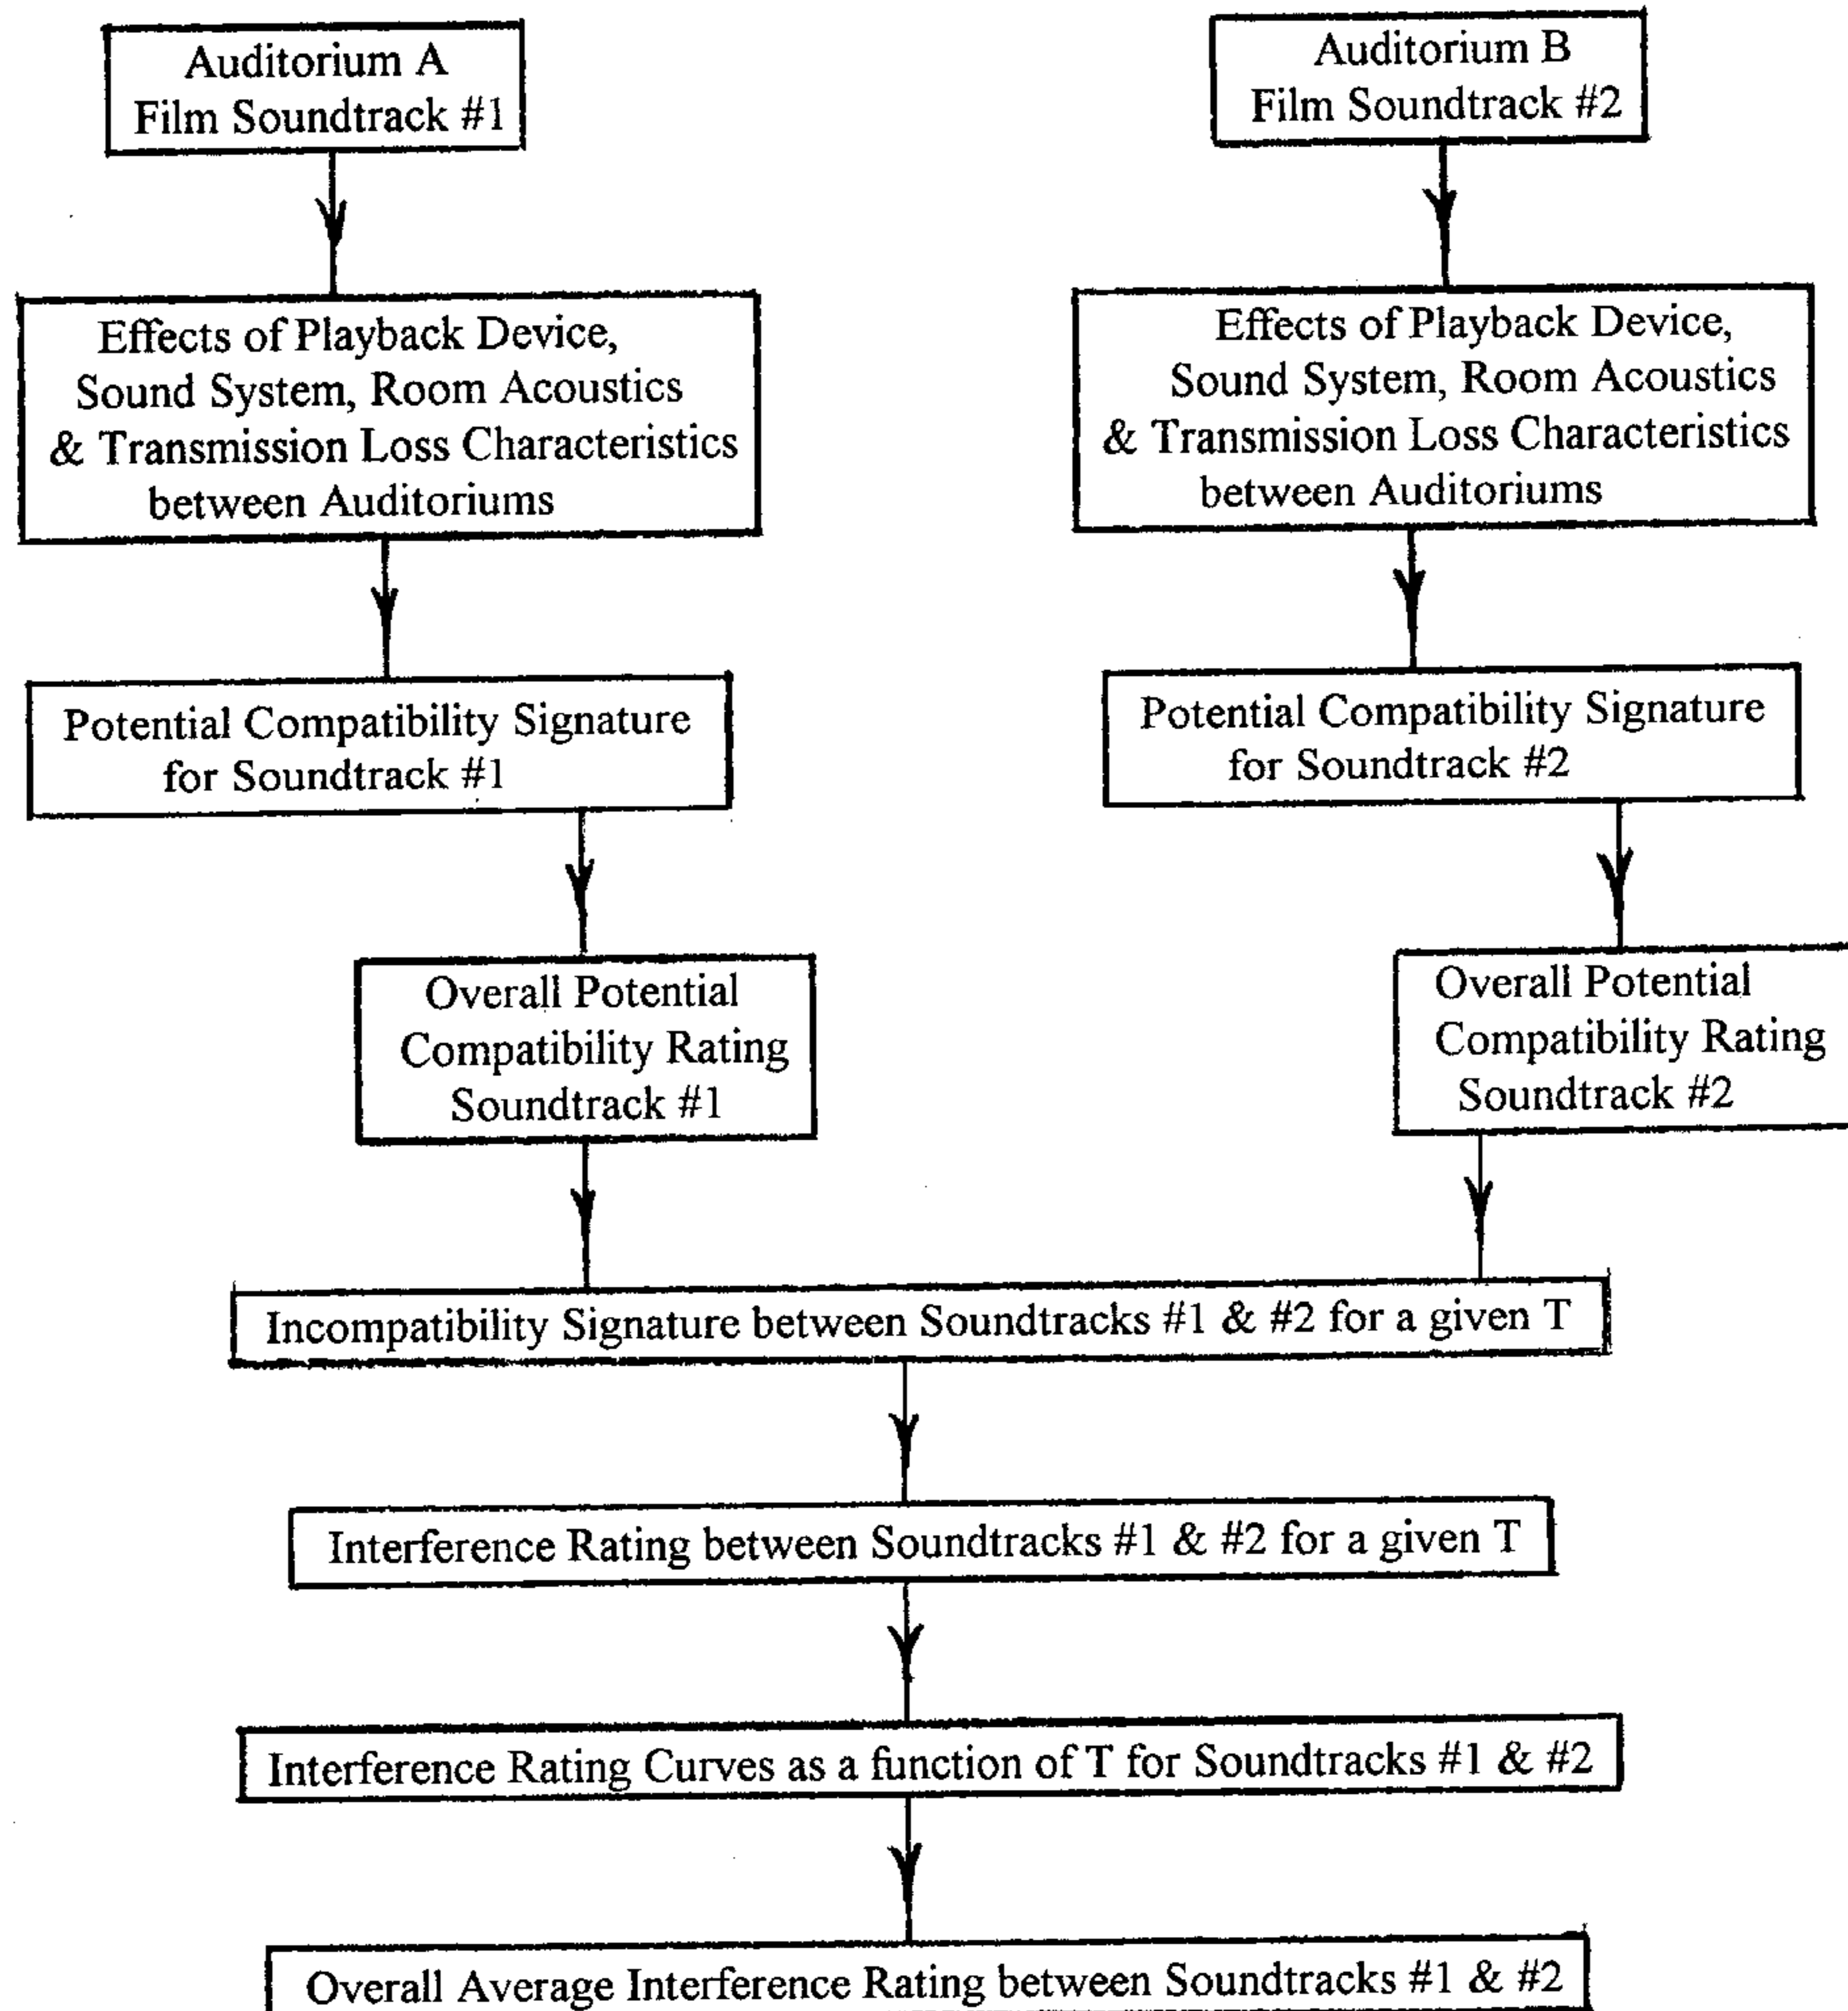 Auditorium A
Film Soundtrack #1
Auditorium B
Film Soundtrack #2
Effects of Playback Device,
Sound System, Room Acoustics
& Transmission Loss Characteristics
between Auditoriums
Effects of Playback Device,
Sound System, Room Acoustics
& Transmission Loss Characteristics
between Auditoriums
Potential Compatibility Signature
for Soundtrack #1
Potential Compatibility Signature
for Soundtrack #2
Overall Potential
Compatibility Rating
Soundtrack #1
Overall Potential
Compatibility Rating
Soundtrack #2
Incompatibility Signature between Soundtracks #1 & #2 for a given T
Interference Rating between Soundtracks #1 & #2 for a given T
Interference Rating Curves as a function of T for Soundtracks #1 & #2
Overall Average Interference Rating between Soundtracks #1 & #2